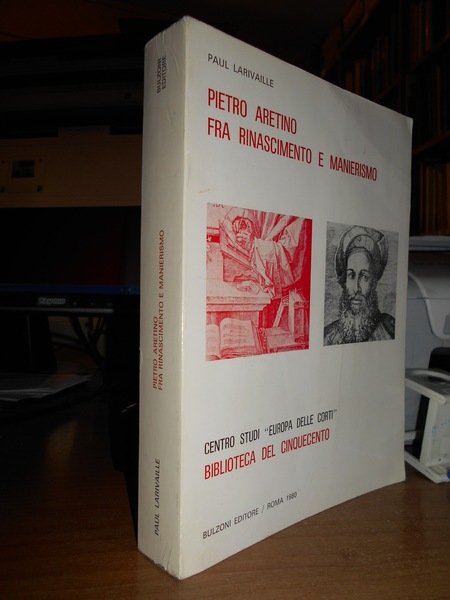 PAUL LARIVAILLE
PIETRO ARETINO
FRA RINASCIMENTO E MANIERISMO
CENTRO STUDI "EUROPA DELLE CORTI"
BIBLIOTECA DEL CINQUECENTO
BULZONI EDITORE / ROMA 1980
BULZONI
EDITORE
PIETRO ARETINO
FRA RINASCIMENTO E MANIERISMO
PAUL LARIVAILLE